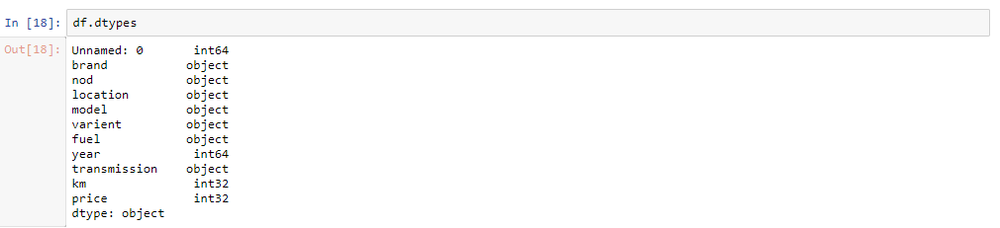 In [18]: df.dtypes
Out[18]: Unnamed: 0 int64
brand object
nod object
location object
model object
varient object
fuel object
year int64
transmission object
km int32
price int32
dtype: object